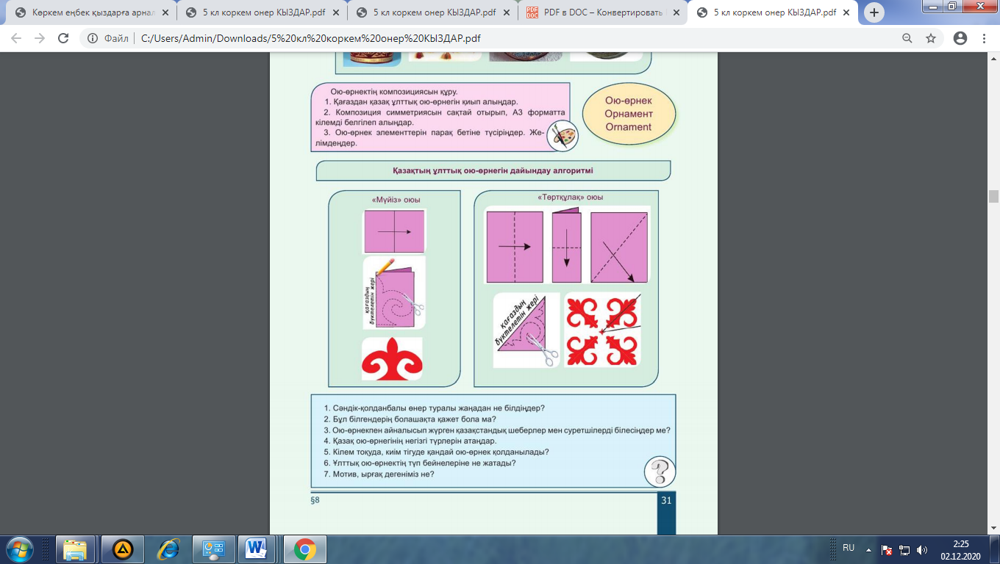 Көркем еңбек қыздарға арнал
5 кл коркем онер КЫЗДАР.pdf
5 кл коркем онер КЫЗДАР.pdf
PDF в DOC – Конвертировать
5 кл коркем онер КЫЗДАР.pdf
Файл
C:/Users/Admin/Downloads/5%20кл%20коркем%20онер%20КЫЗДАР.pdf
Ою-өрнектің композициясын құру.
1. Қағаздан қазақ ұлттық ою-өрнегін қиып алыңдар.
2. Композиция симметриясын сақтай отырып, А3 форматта
кілемді белгілеп алыңдар.
3. Ою-өрнек элементтерін парақ бетіне түсіріңдер. Же-
лімдеңдер.
Ою-өрнек
Орнамент
Ornament
Қазақтың ұлттық ою-өрнегін дайындау алгоритмі
«Мүйіз» оюы
қағаздың
бүктелетін жері
«Төртқұлақ» оюы
қағаздың
бүктелетін жері
1. Сәндік-қолданбалы өнер туралы жаңадан не білдіңдер?
2. Бұл білгендерің болашақта қажет бола ма?
3. Ою-өрнекпен айналысып жүрген қазақстандық шеберлер мен суретшілерді білесіңдер ме?
4. Қазақ ою-өрнегінің негізгі түрлерін атаңдар.
5. Кілем тоқуда, киім тігуде қандай ою-өрнек қолданылады?
6. Ұлттық ою-өрнектің түп бейнелеріне не жатады?
7. Мотив, ырғақ дегеніміз не?
?
§8
31
RU
2:25
02.12.2020